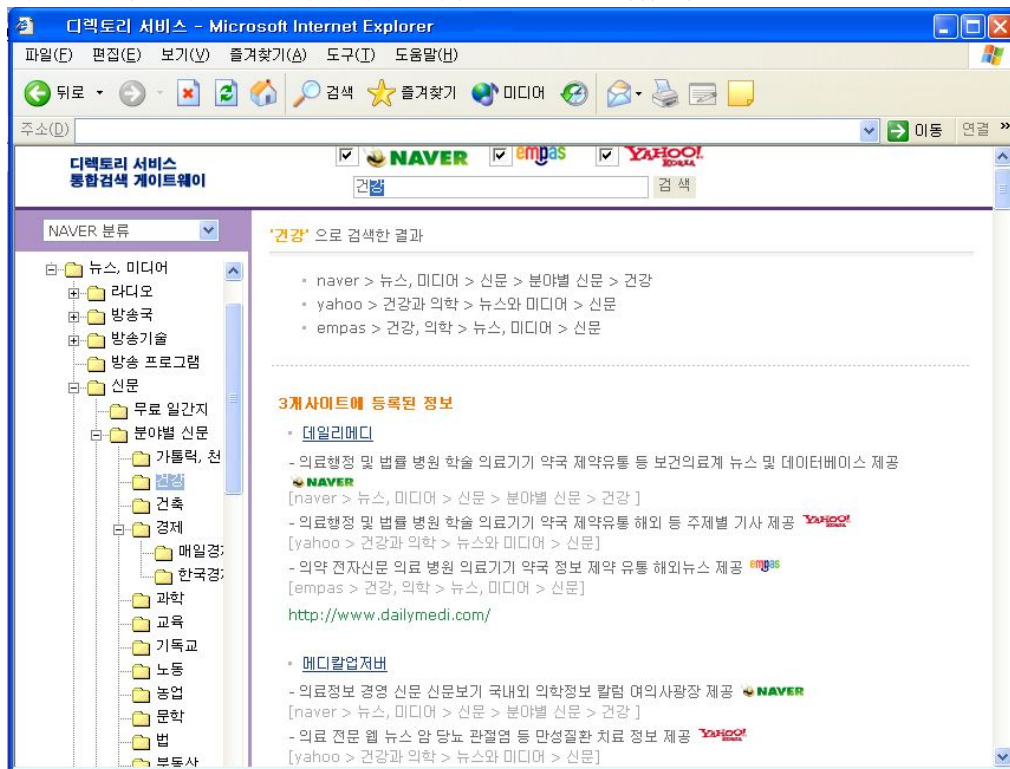 디렉토리 서비스 - Microsoft Internet Explorer
파일(F) 편집(E) 보기(V) 즐겨찾기(A) 도구(T) 도움말(H)
뒤로 검색 즐겨찾기 미디어
주소(D) 이동 연결 »
디렉토리 서비스
통합검색 게이트웨이
NAVER empas YAHOO! KOREA
건강 검 색
NAVER 분류
뉴스, 미디어
라디오
방송국
방송기술
방송 프로그램
신문
무료 일간지
분야별 신문
가톨릭, 천
건강
건축
경제
매일경
한국경
과학
교육
기독교
노동
농업
문학
법
부동산
'건강' 으로 검색한 결과
naver > 뉴스, 미디어 > 신문 > 분야별 신문 > 건강
yahoo > 건강과 의학 > 뉴스와 미디어 > 신문
empas > 건강, 의학 > 뉴스, 미디어 > 신문
3개사이트에 등록된 정보
데일리메디
- 의료행정 및 법률 병원 학술 의료기기 약국 제약유통 등 보건의료계 뉴스 및 데이터베이스 제공
NAVER
[naver > 뉴스, 미디어 > 신문 > 분야별 신문 > 건강 ]
- 의료행정 및 법률 병원 학술 의료기기 약국 제약유통 해외 등 주제별 기사 제공 YAHOO! KOREA
[yahoo > 건강과 의학 > 뉴스와 미디어 > 신문]
- 의약 전자신문 의료 병원 의료기기 약국 정보 제약 유통 해외뉴스 제공 empas
[empas > 건강, 의학 > 뉴스, 미디어 > 신문]
http://www.dailymedi.com/
메디칼업저버
- 의료정보 경영 신문 신문보기 국내외 의학정보 칼럼 여의사광장 제공 NAVER
[naver > 뉴스, 미디어 > 신문 > 분야별 신문 > 건강 ]
- 의료 전문 웹 뉴스 암 당뇨 관절염 등 만성질환 치료 정보 제공 YAHOO! KOREA
[yahoo > 건강과 의학 > 뉴스와 미디어 > 신문]